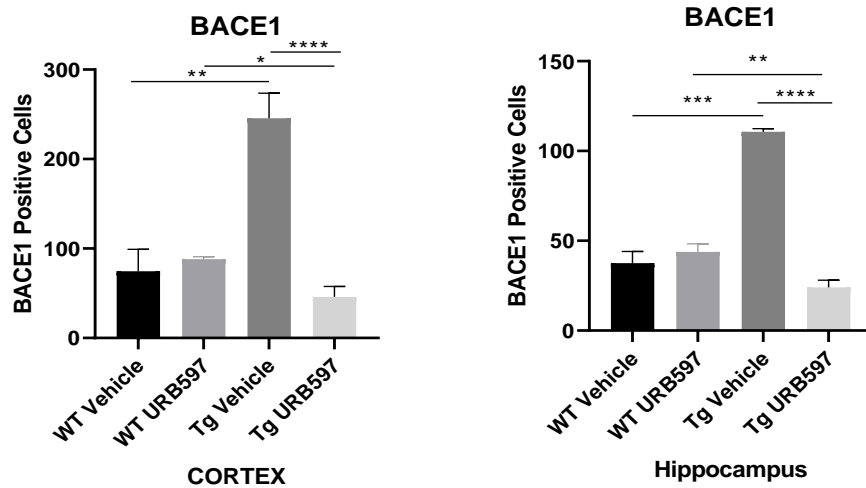 BACE1
****
*
**
300
200
100
0
BACE1 Positive Cells
WT Vehicle
WT URB597
Tg Vehicle
Tg URB597
CORTEX
BACE1
**
***
****
150
100
50
0
BACE1 Positive Cells
WT Vehicle
WT URB597
Tg Vehicle
Tg URB597
Hippocampus